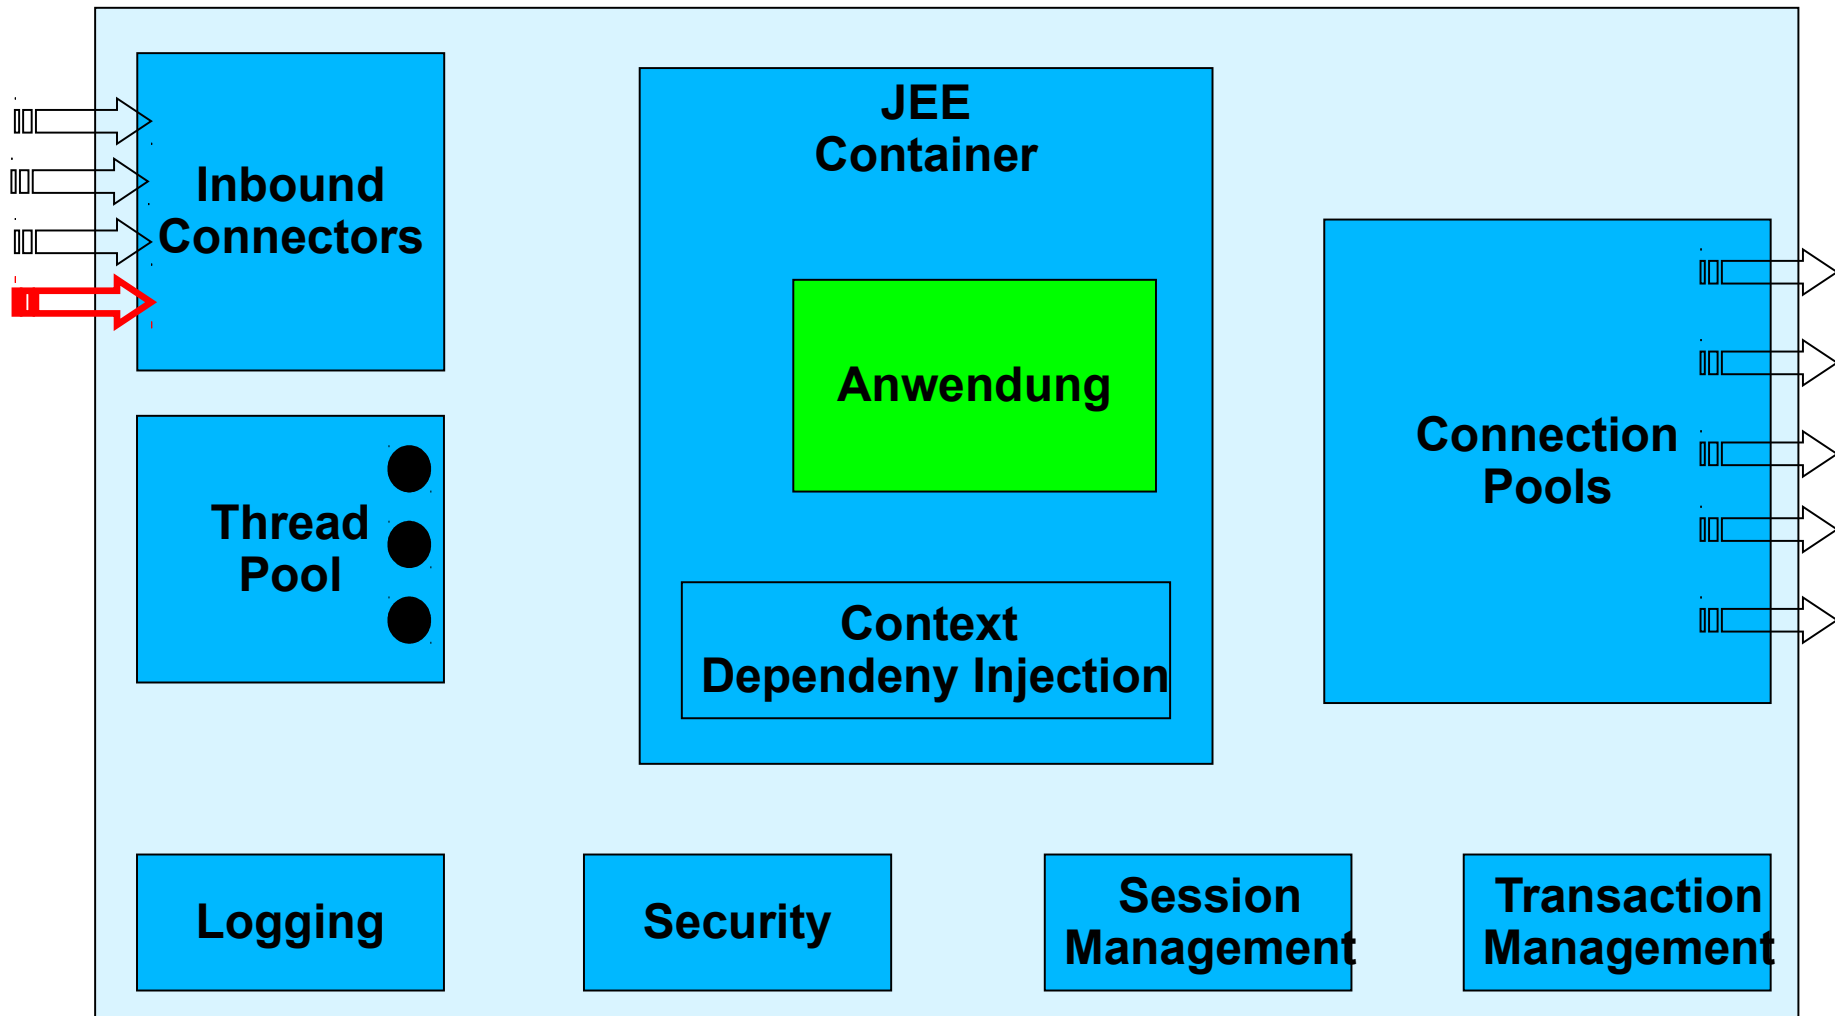 JEE
Container
Inbound
Connectors
Anwendung
Connection
Pools
Thread
Pool
Context
Dependeny Injection
Logging
Security
Session
Management
Transaction
Management